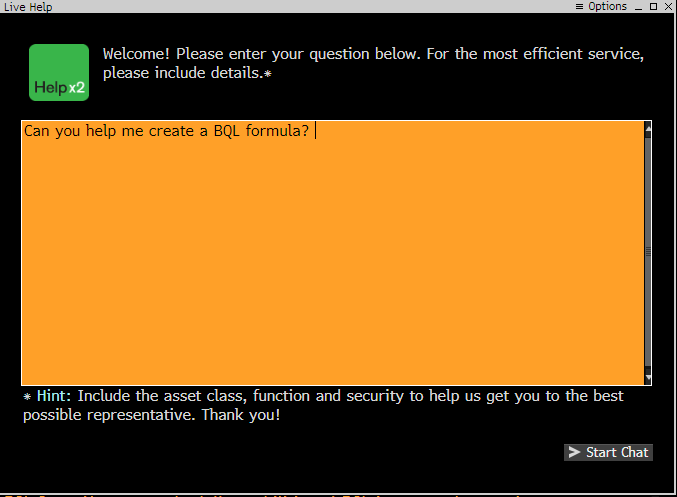 Live Help
≡ Options
Welcome! Please enter your question below. For the most efficient service,
please include details.*
Help x2
Can you help me create a BQL formula?
* Hint: Include the asset class, function and security to help us get you to the best
possible representative. Thank you!
Start Chat